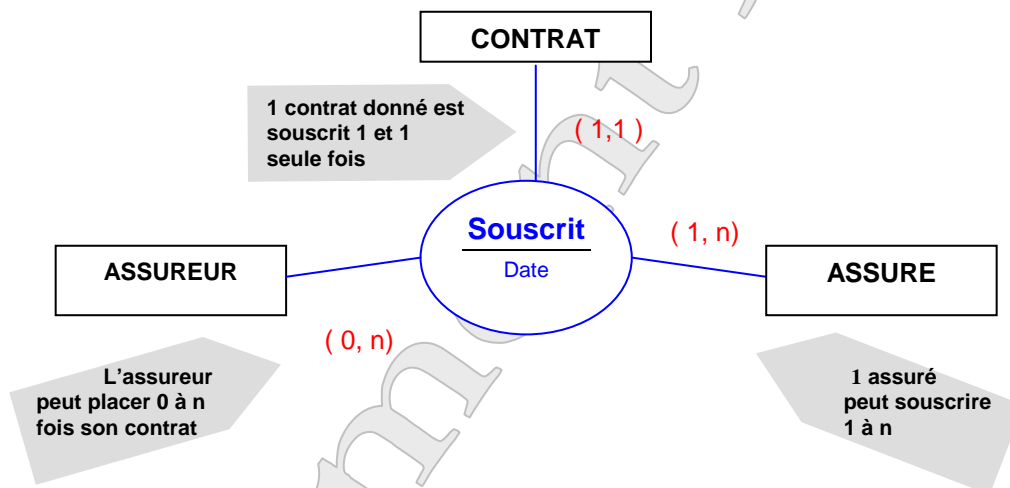 CONTRAT
1 contrat donné est
souscrit 1 et 1
seule fois
( 1,1 )
Souscrit
Date
( 1, n)
ASSUREUR
ASSURE
( 0, n)
L'assureur
peut placer 0 à n
fois son contrat
1 assuré
peut souscrire
1 à n